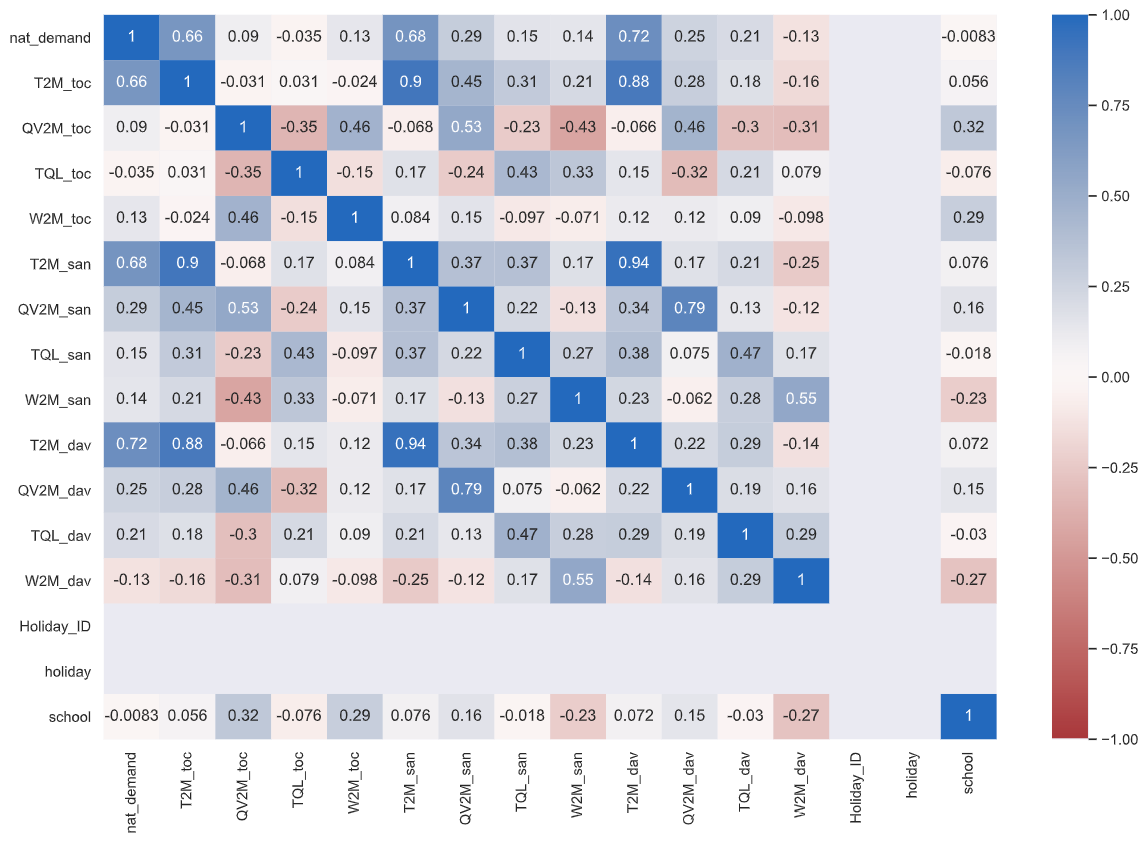 nat_demand 1 0.66 0.09 -0.035 0.13 0.68 0.29 0.15 0.14 0.72 0.25 0.21 -0.13 -0.0083
T2M_toc 0.66 1 -0.031 0.031 -0.024 0.9 0.45 0.31 0.21 0.88 0.28 0.18 -0.16 0.056
QV2M_toc 0.09 -0.031 1 -0.35 0.46 -0.068 0.53 -0.23 -0.43 -0.066 0.46 -0.3 -0.31 0.32
TQL_toc -0.035 0.031 -0.35 1 -0.15 0.17 -0.24 0.43 0.33 0.15 -0.32 0.21 0.079 -0.076
W2M_toc 0.13 -0.024 0.46 -0.15 1 0.084 0.15 -0.097 -0.071 0.12 0.12 0.09 -0.098 0.29
T2M_san 0.68 0.9 -0.068 0.17 0.084 1 0.37 0.37 0.17 0.94 0.17 0.21 -0.25 0.076
QV2M_san 0.29 0.45 0.53 -0.24 0.15 0.37 1 0.22 -0.13 0.34 0.79 0.13 -0.12 0.16
TQL_san 0.15 0.31 -0.23 0.43 -0.097 0.37 0.22 1 0.27 0.38 0.075 0.47 0.17 -0.018
W2M_san 0.14 0.21 -0.43 0.33 -0.071 0.17 -0.13 0.27 1 0.23 -0.062 0.28 0.55 -0.23
T2M_dav 0.72 0.88 -0.066 0.15 0.12 0.94 0.34 0.38 0.23 1 0.22 0.29 -0.14 0.072
QV2M_dav 0.25 0.28 0.46 -0.32 0.12 0.17 0.79 0.075 -0.062 0.22 1 0.19 0.16 0.15
TQL_dav 0.21 0.18 -0.3 0.21 0.09 0.21 0.13 0.47 0.28 0.29 0.19 1 0.29 -0.03
W2M_dav -0.13 -0.16 -0.31 0.079 -0.098 -0.25 -0.12 0.17 0.55 -0.14 0.16 0.29 1 -0.27
Holiday_ID
holiday
school -0.0083 0.056 0.32 -0.076 0.29 0.076 0.16 -0.018 -0.23 0.072 0.15 -0.03 -0.27 1
nat_demand T2M_toc QV2M_toc TQL_toc W2M_toc T2M_san QV2M_san TQL_san W2M_san T2M_dav QV2M_dav TQL_dav W2M_dav Holiday_ID holiday school
1.00
0.75
0.50
0.25
0.00
−0.25
−0.50
−0.75
−1.00